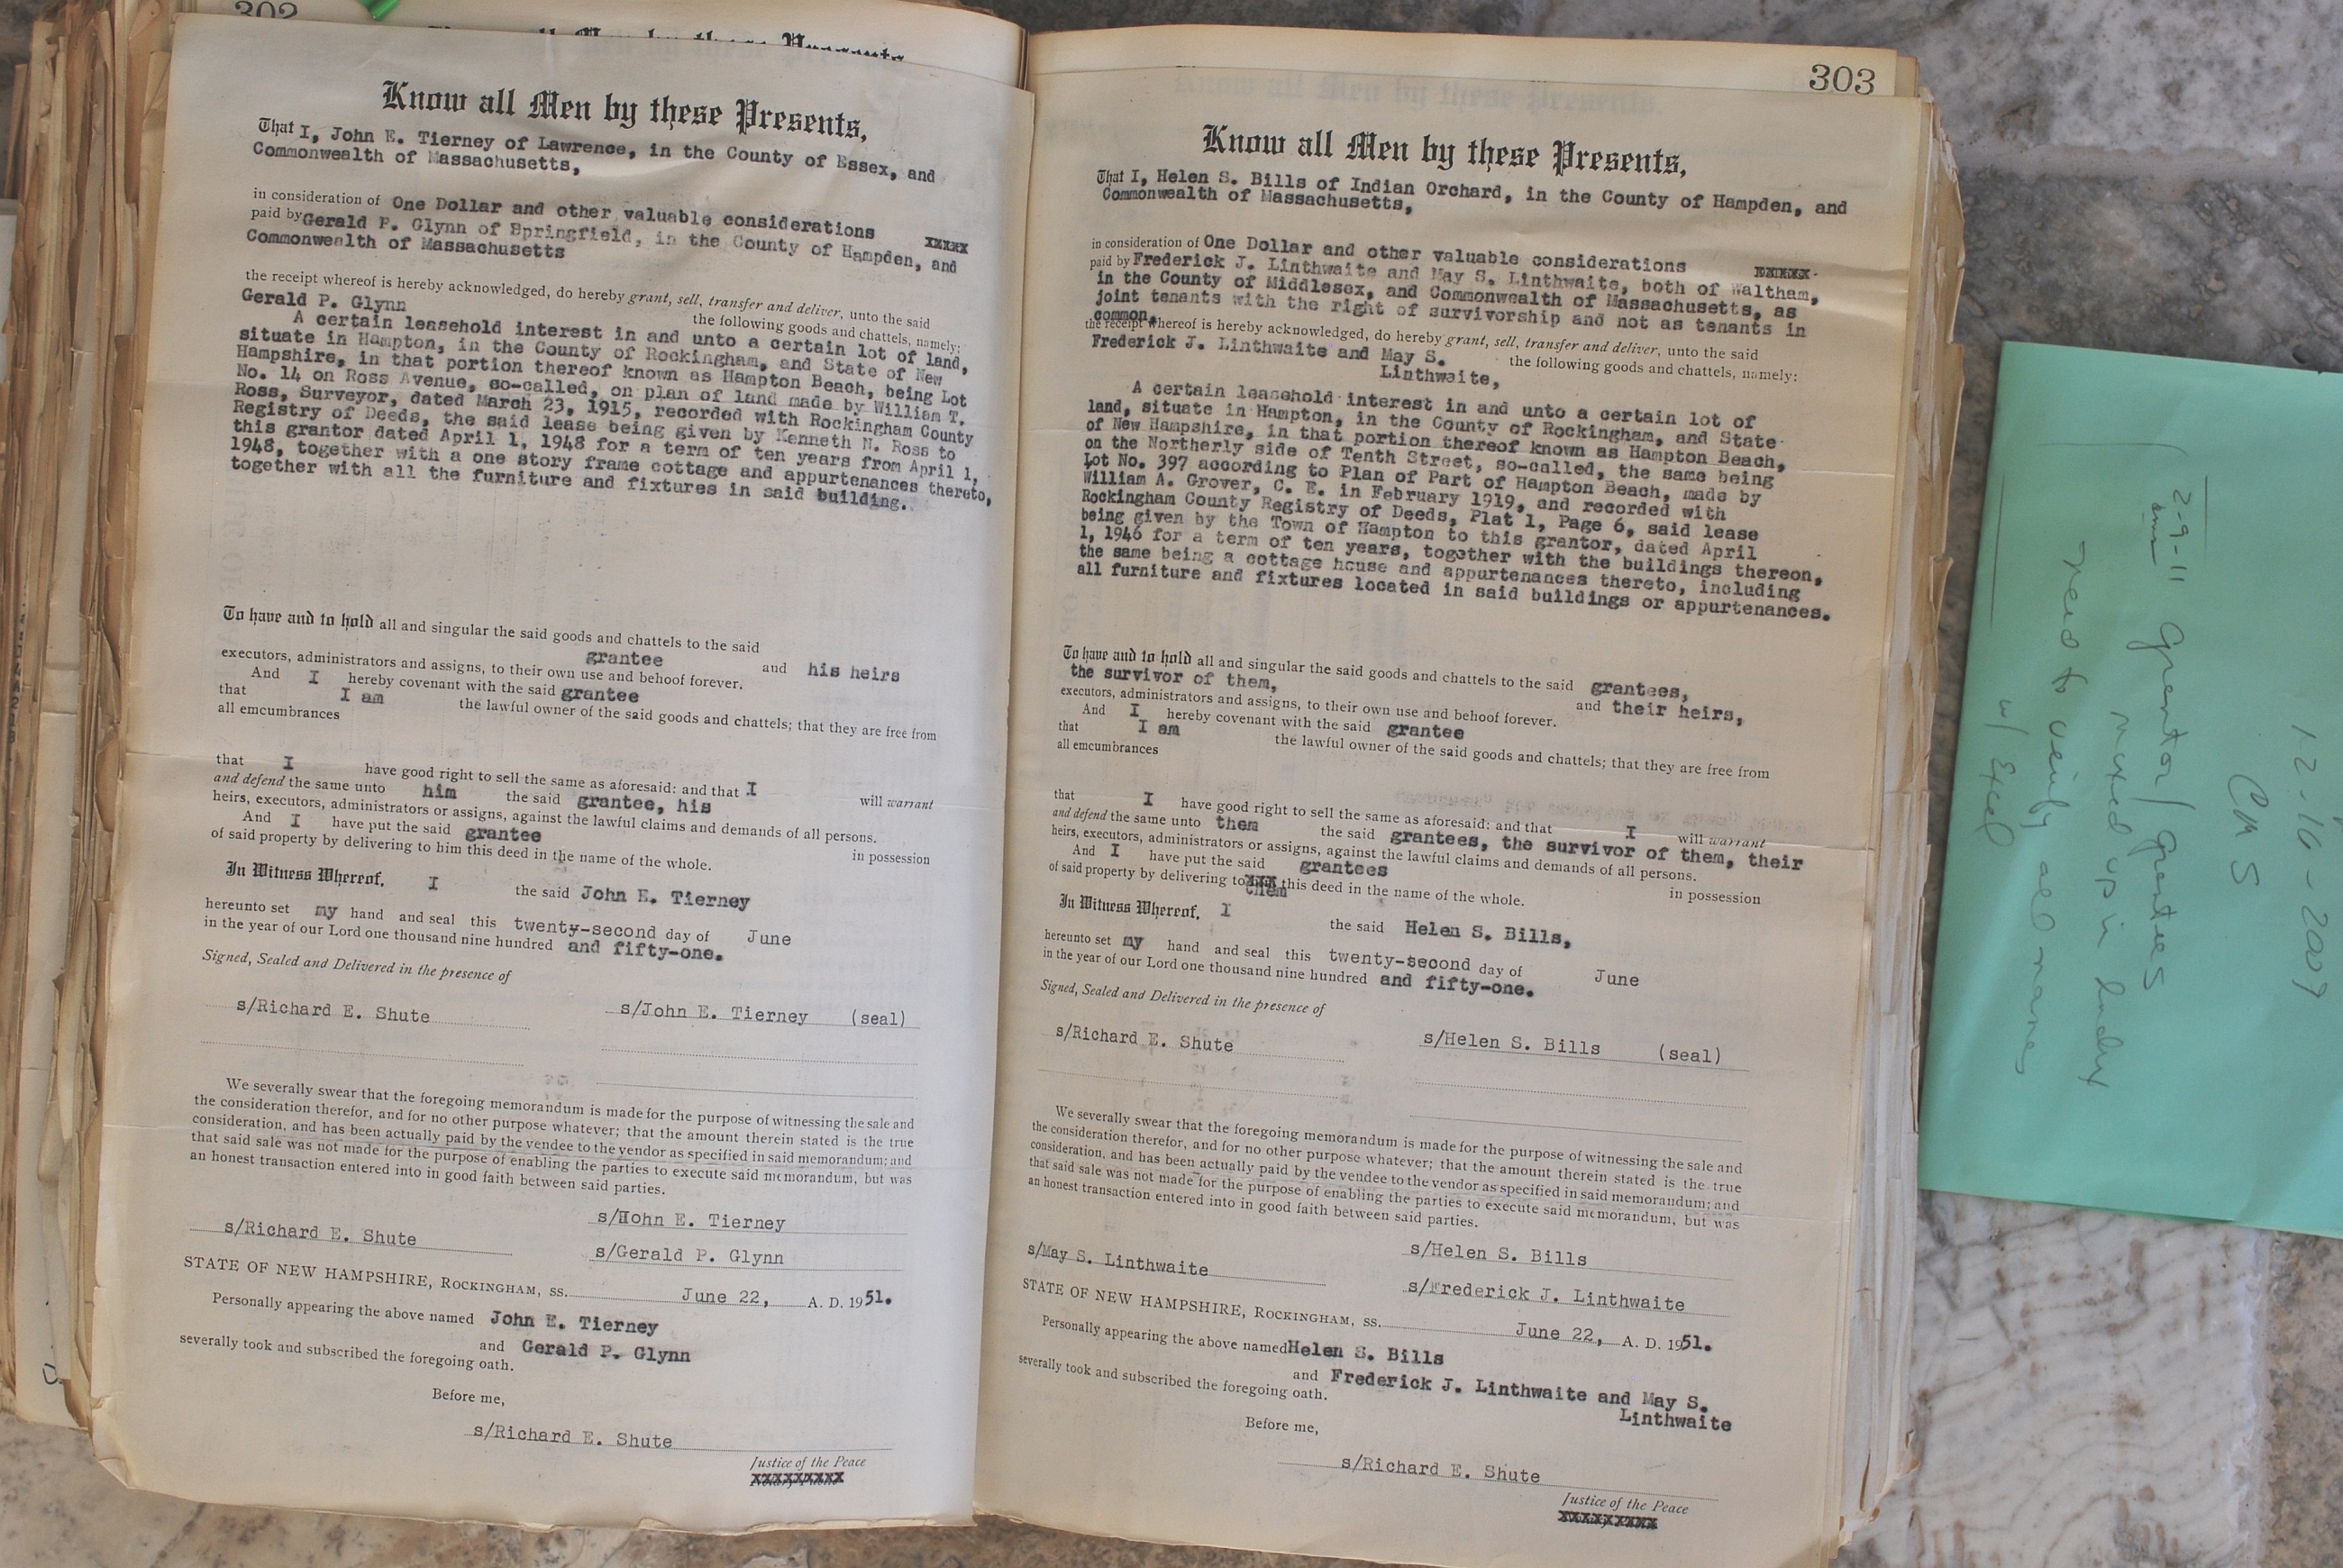 302
Know all Men by these Presents,
That I, John E. Tierney of Lawrence, in the County of Essex, and
Commonwealth of Massachusetts,
in consideration of One Dollar and other valuable considerations xxxxx
paid by Gerald P. Glynn of Springfield, in the County of Hampden, and
Commonwealth of Massachusetts
the receipt whereof is hereby acknowledged, do hereby grant, sell, transfer and deliver, unto the said
Gerald P. Glynn the following goods and chattels, namely:
A certain leasehold interest in and unto a certain lot of land,
situate in Hampton, in the County of Rockingham, and State of New
Hampshire, in that portion thereof known as Hampton Beach, being Lot
No. 14 on Ross Avenue, so-called, on plan of land made by William T.
Ross, Surveyor, dated March 23, 1915, recorded with Rockingham County
Registry of Deeds, the said lease being given by Kenneth N. Ross to
this grantor dated April 1, 1948 for a term of ten years from April 1,
1948, together with a one story frame cottage and appurtenances thereto,
together with all the furniture and fixtures in said building.
To have and to hold all and singular the said goods and chattels to the said
grantee and his heirs
executors, administrators and assigns, to their own use and behoof forever.
And I hereby covenant with the said grantee
that I am the lawful owner of the said goods and chattels; that they are free from
all emcumbrances
that I have good right to sell the same as aforesaid: and that I will warrant
and defend the same unto him the said grantee, his
heirs, executors, administrators or assigns, against the lawful claims and demands of all persons.
And I have put the said grantee in possession
of said property by delivering to him this deed in the name of the whole.
In Witness Whereof, I the said John E. Tierney
hereunto set my hand and seal this twenty-second day of June
in the year of our Lord one thousand nine hundred and fifty-one.
Signed, Sealed and Delivered in the presence of
s/Richard E. Shute s/John E. Tierney (seal)
We severally swear that the foregoing memorandum is made for the purpose of witnessing the sale and
the consideration therefor, and for no other purpose whatever; that the amount therein stated is the true
consideration, and has been actually paid by the vendee to the vendor as specified in said memorandum; and
that said sale was not made for the purpose of enabling the parties to execute said memorandum, but was
an honest transaction entered into in good faith between said parties.
s/Hohn E. Tierney
s/Richard E. Shute
s/Gerald P. Glynn
STATE OF NEW HAMPSHIRE, ROCKINGHAM, SS. June 22, A. D. 1951.
Personally appearing the above named John E. Tierney
and Gerald P. Glynn
severally took and subscribed the foregoing oath.
Before me,
s/Richard E. Shute
Justice of the Peace
xxxxxxxxx
303
Know all Men by these Presents,
That I, Helen S. Bills of Indian Orchard, in the County of Hampden, and
Commonwealth of Massachusetts,
in consideration of One Dollar and other valuable considerations xxxxx
paid by Frederick J. Linthwaite and May S. Linthwaite, both of Waltham,
in the County of Middlesex, and Commonwealth of Massachusetts, as
joint tenants with the right of survivorship and not as tenants in
common,
the receipt whereof is hereby acknowledged, do hereby grant, sell, transfer and deliver, unto the said
Frederick J. Linthwaite and May S. the following goods and chattels, namely:
Linthwaite,
A certain leasehold interest in and unto a certain lot of
land, situate in Hampton, in the County of Rockingham, and State
of New Hampshire, in that portion thereof known as Hampton Beach,
on the Northerly side of Tenth Street, so-called, the same being
Lot No. 397 according to Plan of Part of Hampton Beach, made by
William A. Grover, C. E. in February 1919, and recorded with
Rockingham County Registry of Deeds, Plat 1, Page 6, said lease
being given by the Town of Hampton to this grantor, dated April
1, 1946 for a term of ten years, together with the buildings thereon,
the same being a cottage house and appurtenances thereto, including
all furniture and fixtures located in said buildings or appurtenances.
To have and to hold all and singular the said goods and chattels to the said grantees,
the survivor of them, and their heirs,
executors, administrators and assigns, to their own use and behoof forever.
And I hereby covenant with the said grantee
that I am the lawful owner of the said goods and chattels; that they are free from
all emcumbrances
that I have good right to sell the same as aforesaid: and that I will warrant
and defend the same unto them the said grantees, the survivor of them, their
heirs, executors, administrators or assigns, against the lawful claims and demands of all persons.
And I have put the said grantees in possession
of said property by delivering to xxx this deed in the name of the whole.
them
In Witness Whereof, I the said Helen S. Bills,
hereunto set my hand and seal this twenty-second day of June
in the year of our Lord one thousand nine hundred and fifty-one.
Signed, Sealed and Delivered in the presence of
s/Richard E. Shute s/Helen S. Bills (seal)
We severally swear that the foregoing memorandum is made for the purpose of witnessing the sale and
the consideration therefor, and for no other purpose whatever; that the amount therein stated is the true
consideration, and has been actually paid by the vendee to the vendor as specified in said memorandum; and
that said sale was not made for the purpose of enabling the parties to execute said memorandum, but was
an honest transaction entered into in good faith between said parties.
s/Helen S. Bills
s/May S. Linthwaite
s/Frederick J. Linthwaite
STATE OF NEW HAMPSHIRE, ROCKINGHAM, SS. June 22, A. D. 1951.
Personally appearing the above named Helen S. Bills
and Frederick J. Linthwaite and May S.
Linthwaite
severally took and subscribed the foregoing oath.
Before me,
s/Richard E. Shute
Justice of the Peace
xxxxxxxxx
12-16-2009
CMS
Grantor/Grantees
mixed up in index
need to verify all names
w/ Excel
2-9-11